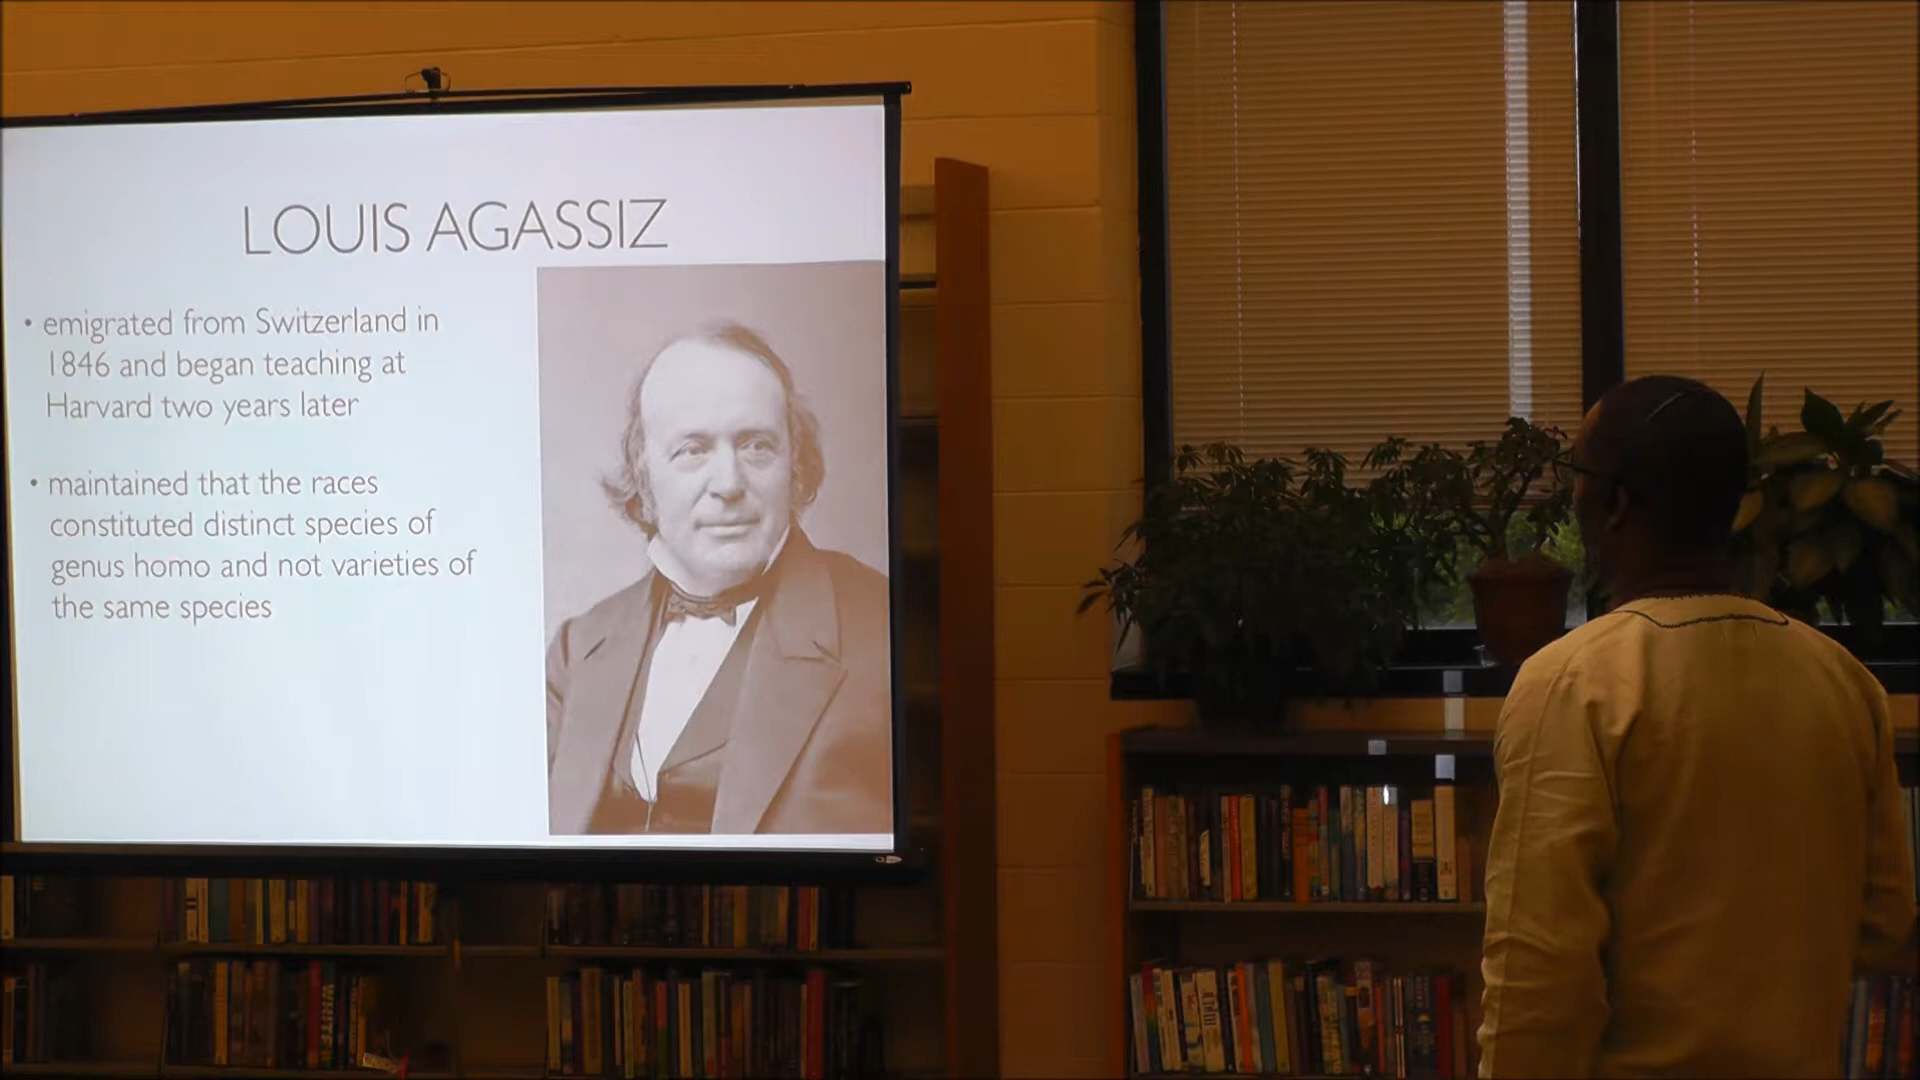 LOUIS AGASSIZ
• emigrated from Switzerland in
1846 and began teaching at
Harvard two years later
• maintained that the races
constituted distinct species of
genus homo and not varieties of
the same species
WHITE